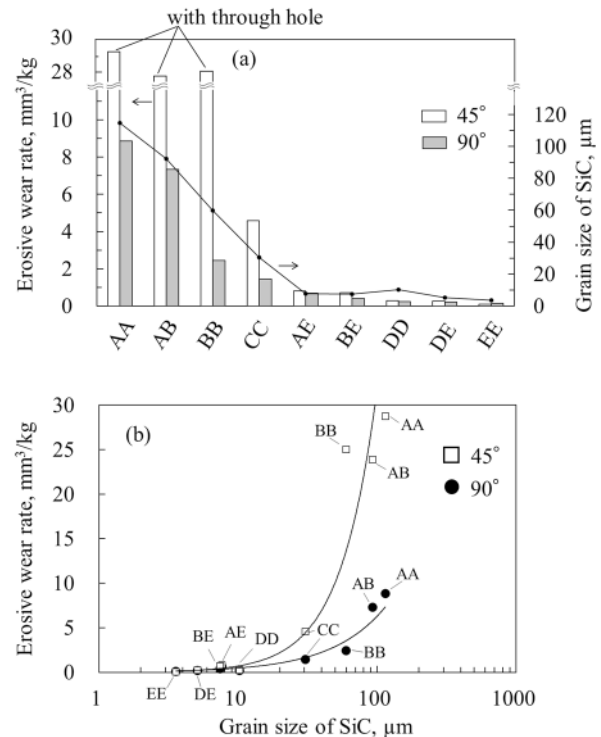 with through hole
(a)
30
28
10
8
6
4
2
0
Erosive wear rate, mm³/kg
45°
90°
120
100
80
60
40
20
10
0
Grain size of SiC, μm
AA
AB
BB
CC
AE
BE
DD
DE
EE
(b)
30
25
20
15
10
5
0
Erosive wear rate, mm³/kg
BB
AA
AB
45°
90°
AB
AA
BE
AE
DD
CC
BB
EE
DE
1
10
100
1000
Grain size of SiC, μm